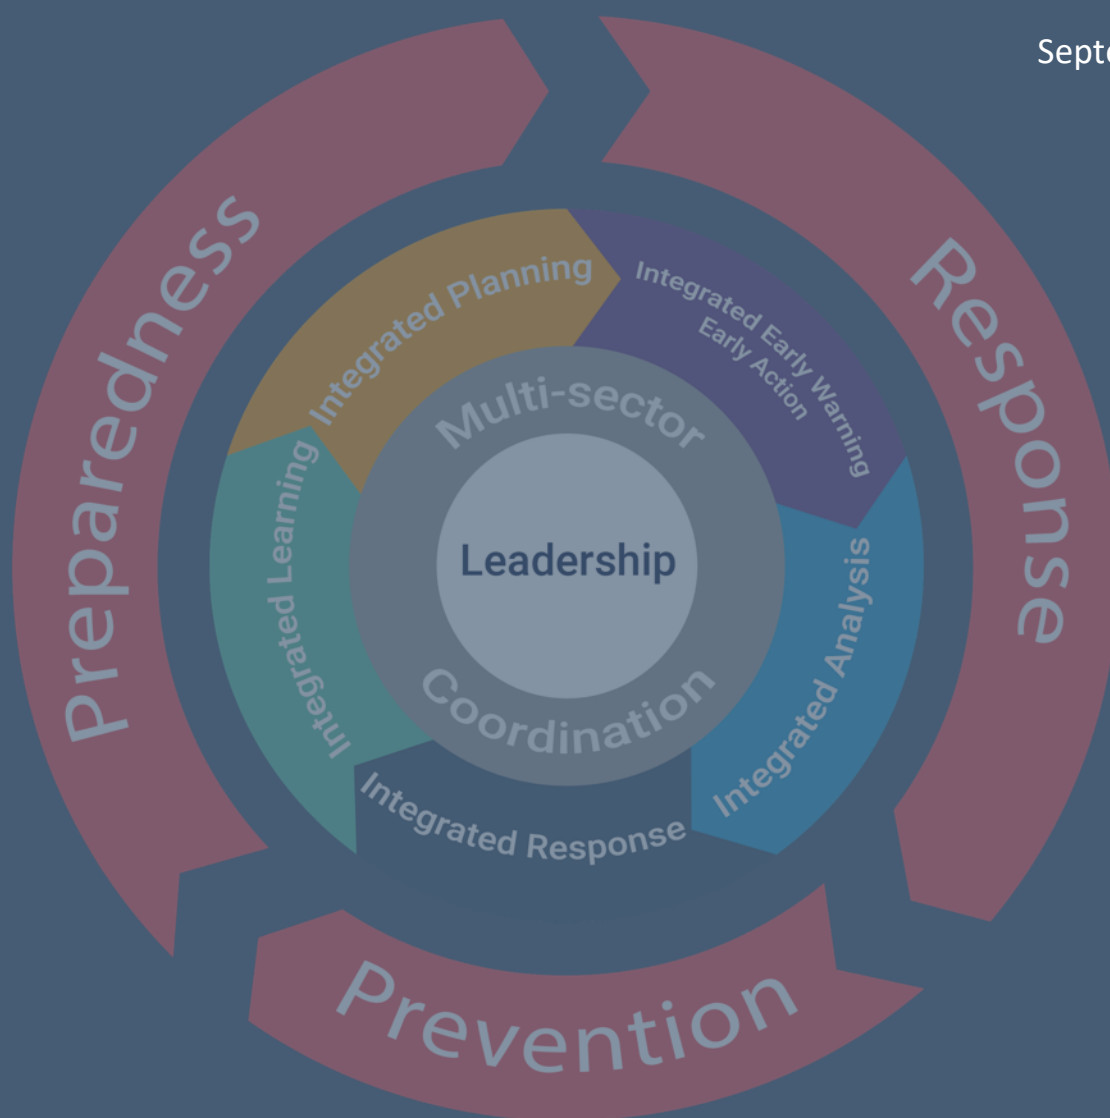 Septe
Preparedness
Response
Prevention
Integrated Planning
Integrated Early Warning
Early Action
Integrated Analysis
Integrated Response
Integrated Learning
Multi-sector
Coordination
Leadership